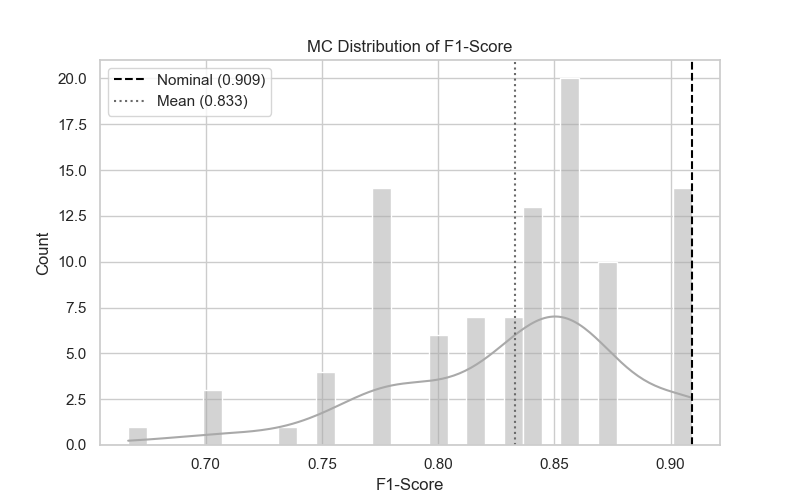 MC Distribution of F1-Score
Nominal (0.909)
Mean (0.833)
20.0
17.5
15.0
12.5
10.0
7.5
5.0
2.5
0.0
Count
0.70 0.75 0.80 0.85 0.90
F1-Score